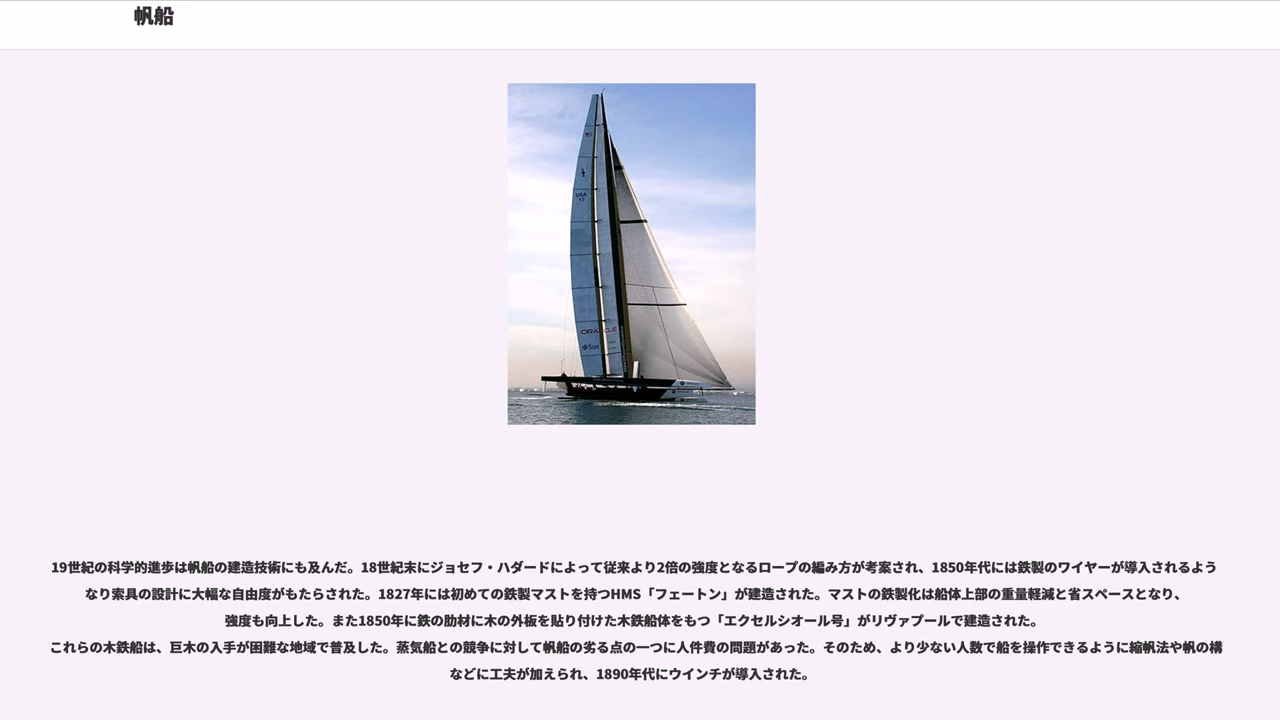 帆船
USA
17
ORACLE
Sun
19世紀の科学的進歩は帆船の建造技術にも及んだ。18世紀末にジョセフ・ハダードによって従来より2倍の強度となるロープの編み方が考案され、1850年代には鉄製のワイヤーが導入されるよう
なり索具の設計に大幅な自由度がもたらされた。1827年には初めての鉄製マストを持つHMS「フェートン」が建造された。マストの鉄製化は船体上部の重量軽減と省スペースとなり、
強度も向上した。また1850年に鉄の肋材に木の外板を貼り付けた木鉄船体をもつ「エクセルシオール号」がリヴァプールで建造された。
これらの木鉄船は、巨木の入手が困難な地域で普及した。蒸気船との競争に対して帆船の劣る点の一つに人件費の問題があった。そのため、より少ない人数で船を操作できるように縮帆法や帆の構
などに工夫が加えられ、1890年代にウインチが導入された。